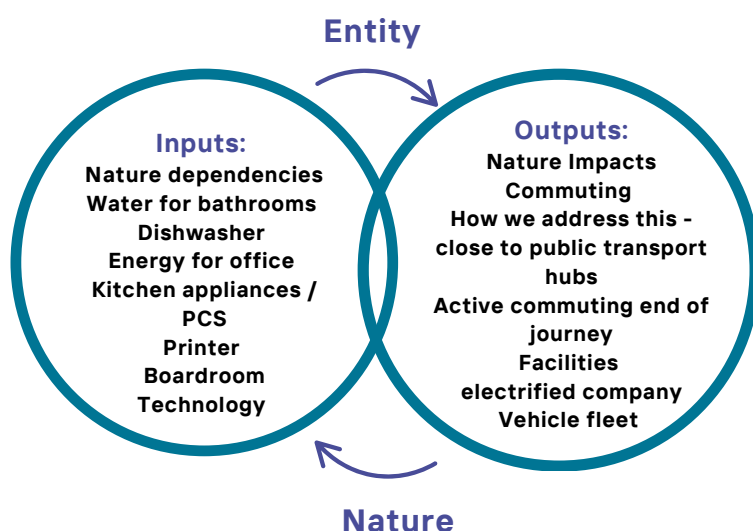 Entity
Inputs:
Nature dependencies
Water for bathrooms
Dishwasher
Energy for office
Kitchen appliances /
PCS
Printer
Boardroom
Technology
Outputs:
Nature Impacts
Commuting
How we address this -
close to public transport
hubs
Active commuting end of
journey
Facilities
electrified company
Vehicle fleet
Nature